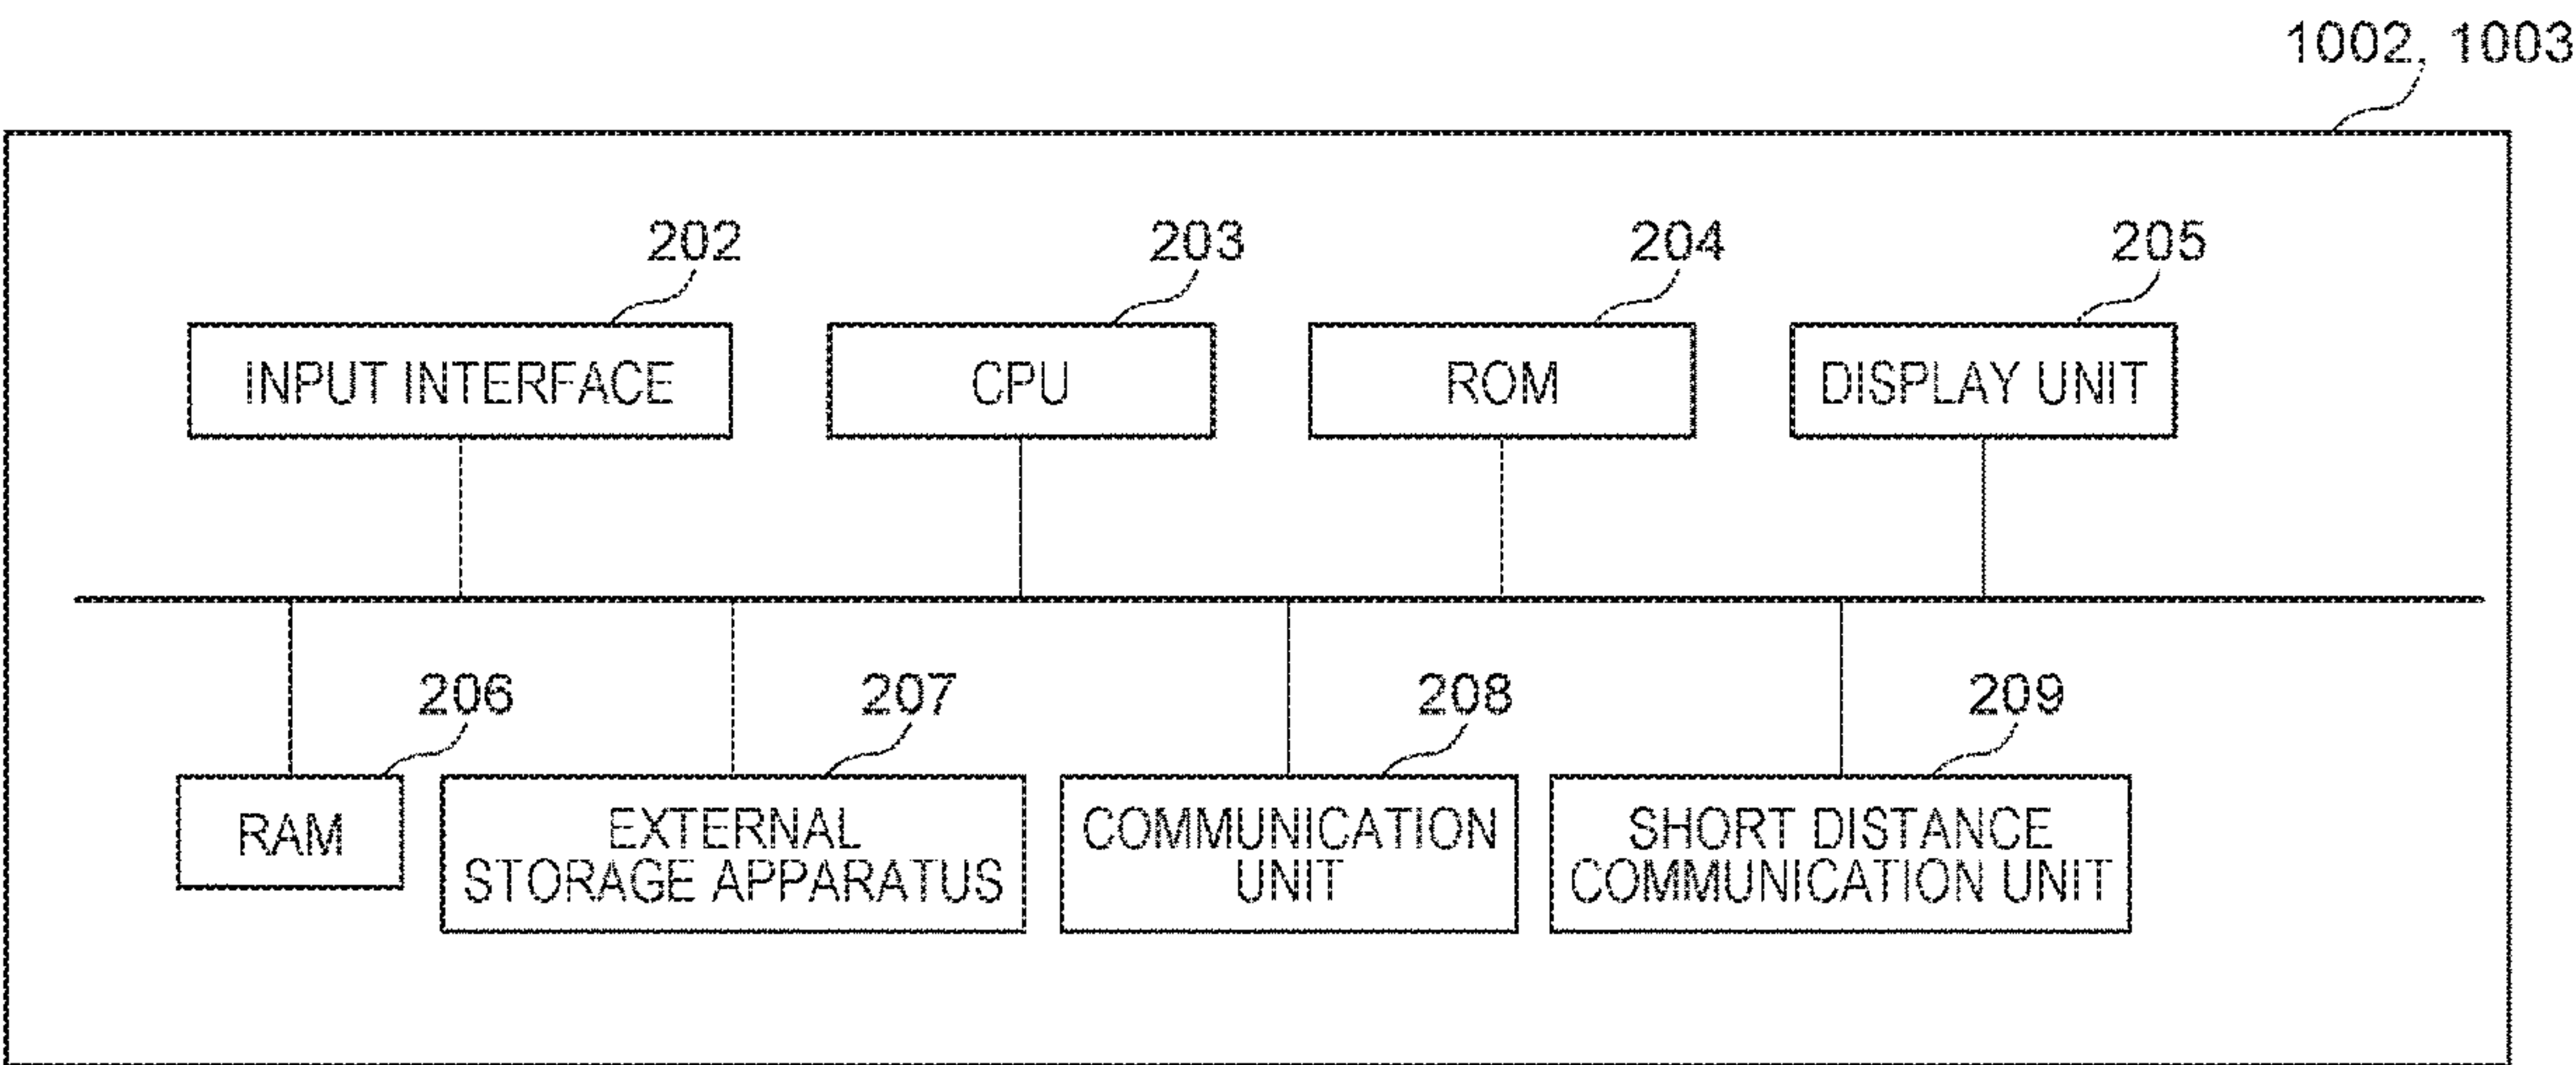 1002, 1003
202
203
204
205
INPUT INTERFACE
CPU
ROM
DISPLAY UNIT
206
207
208
209
RAM
EXTERNAL
STORAGE APPARATUS
COMMUNICATION
UNIT
SHORT DISTANCE
COMMUNICATION UNIT